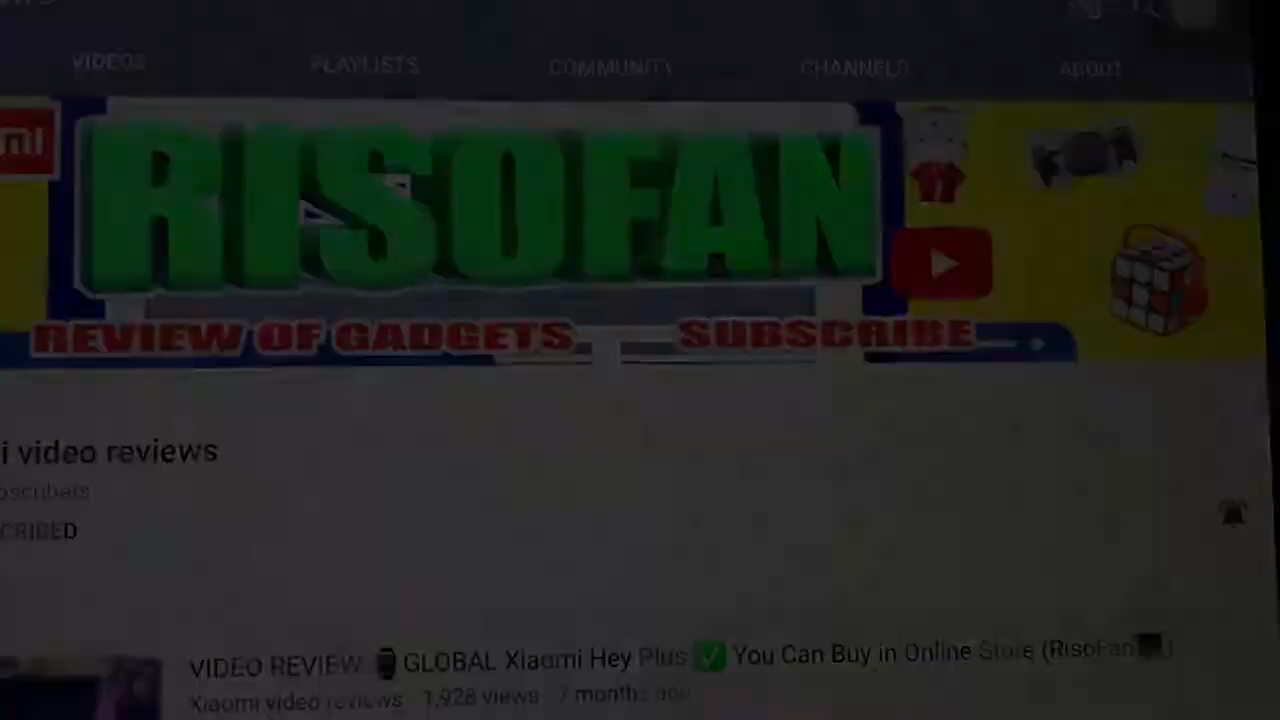 VIDEOS PLAYLISTS COMMUNITY CHANNELS ABOUT
mi
RISOFAN
REVIEW OF GADGETS SUBSCRIBE
i video reviews
CRIBED
VIDEO REVIEW GLOBAL Xiaomi Hey Plus ✅ You Can Buy in Online Store (RisoFan)
Xiaomi video reviews 1,928 views 7 months ago